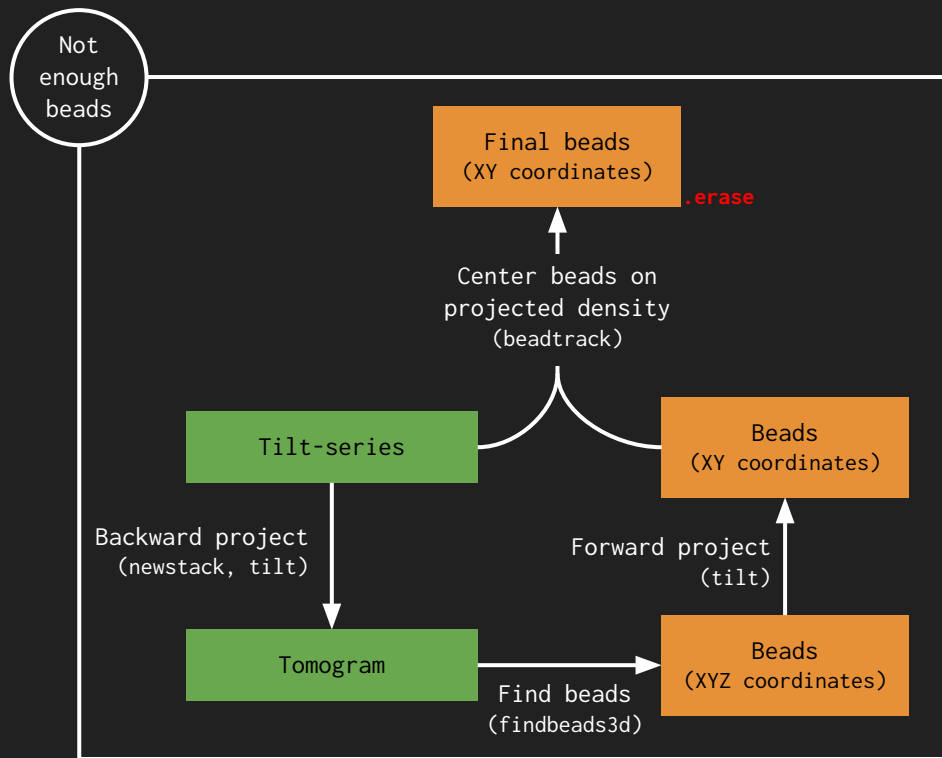 Not
enough
beads
Final beads
(XY coordinates)
.erase
Center beads on
projected density
(beadtrack)
Tilt-series
Beads
(XY coordinates)
Backward project
(newstack, tilt)
Forward project
(tilt)
Tomogram
Find beads
(findbeads3d)
Beads
(XYZ coordinates)